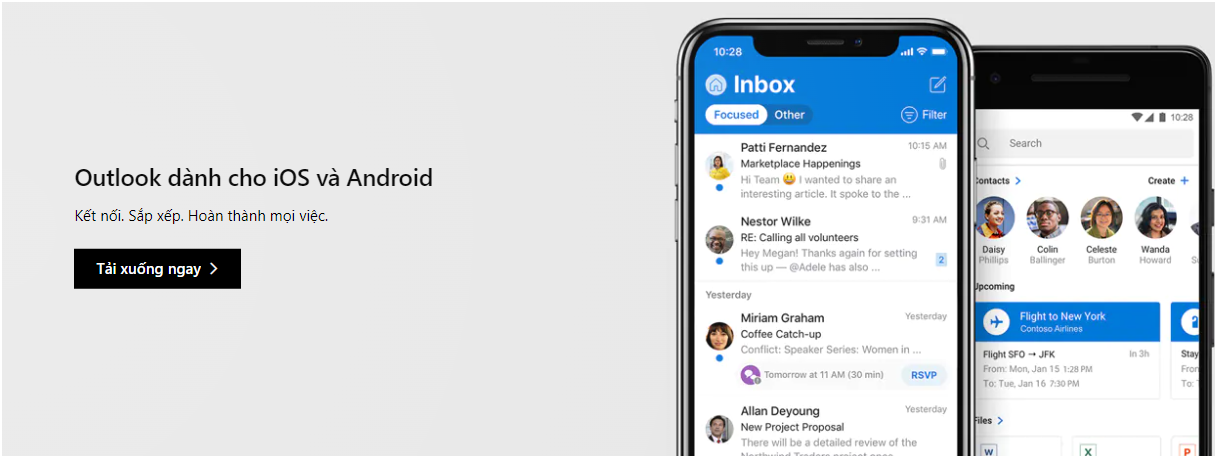 Outlook dành cho iOS và Android
Kết nối. Sắp xếp. Hoàn thành mọi việc.
Tải xuống ngay
10:28
Inbox
Focused Other Filter
Patti Fernandez 10:15 AM
Marketplace Happenings
Hi Team 😃 I wanted to share an
interesting article. It spoke to the ...
Nestor Wilke 9:31 AM
RE: Calling all volunteers
Hey Megan! Thanks again for setting
this up — @Adele has also ... 2
Yesterday
Miriam Graham Yesterday
Coffee Catch-up
Conflict: Speaker Series: Women in ...
Tomorrow at 11 AM (30 min) RSVP
Allan Deyoung Yesterday
New Project Proposal
There will be a detailed review of the
10:28
Search
Contacts Create +
Daisy Colin Celeste Wanda
Phillips Ballinger Burton Howard
Upcoming
Flight to New York
Contoso Airlines
Flight SFO → JFK In 3h Stay
From: Mon, Jan 15 1:28 PM From
To: Tue, Jan 16 7:30 PM To:
Files
W X P